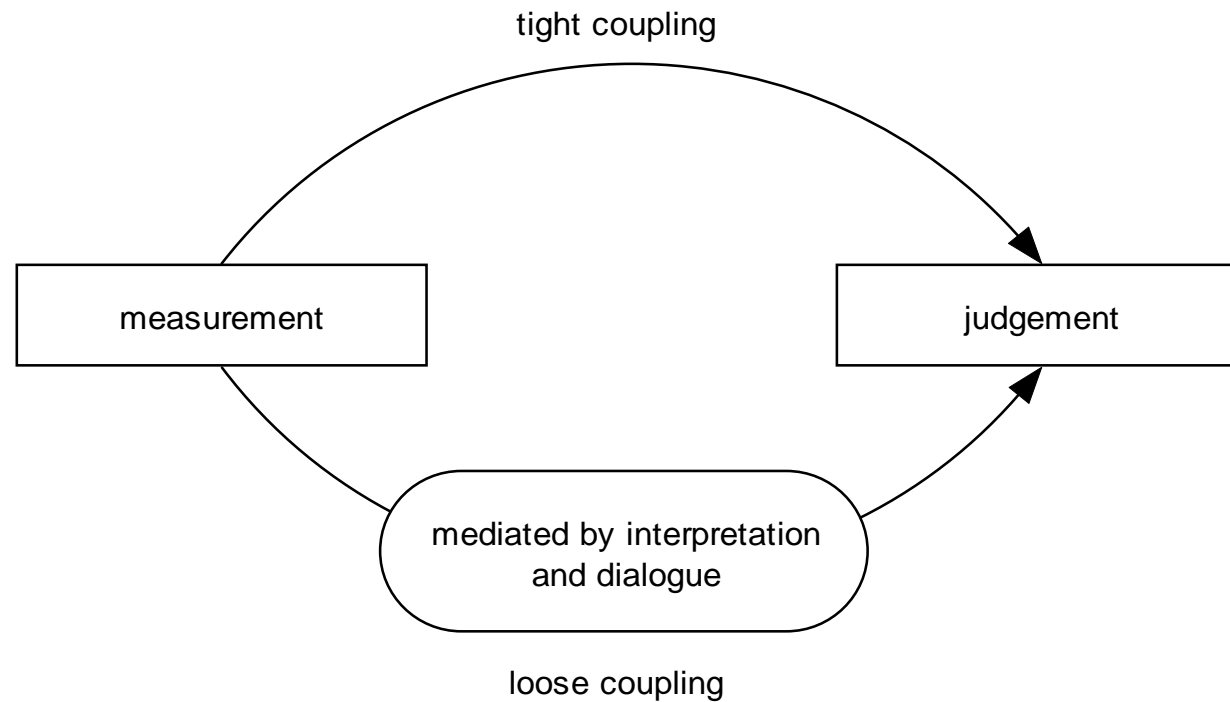 tight coupling
measurement
judgement
mediated by interpretation
and dialogue
loose coupling